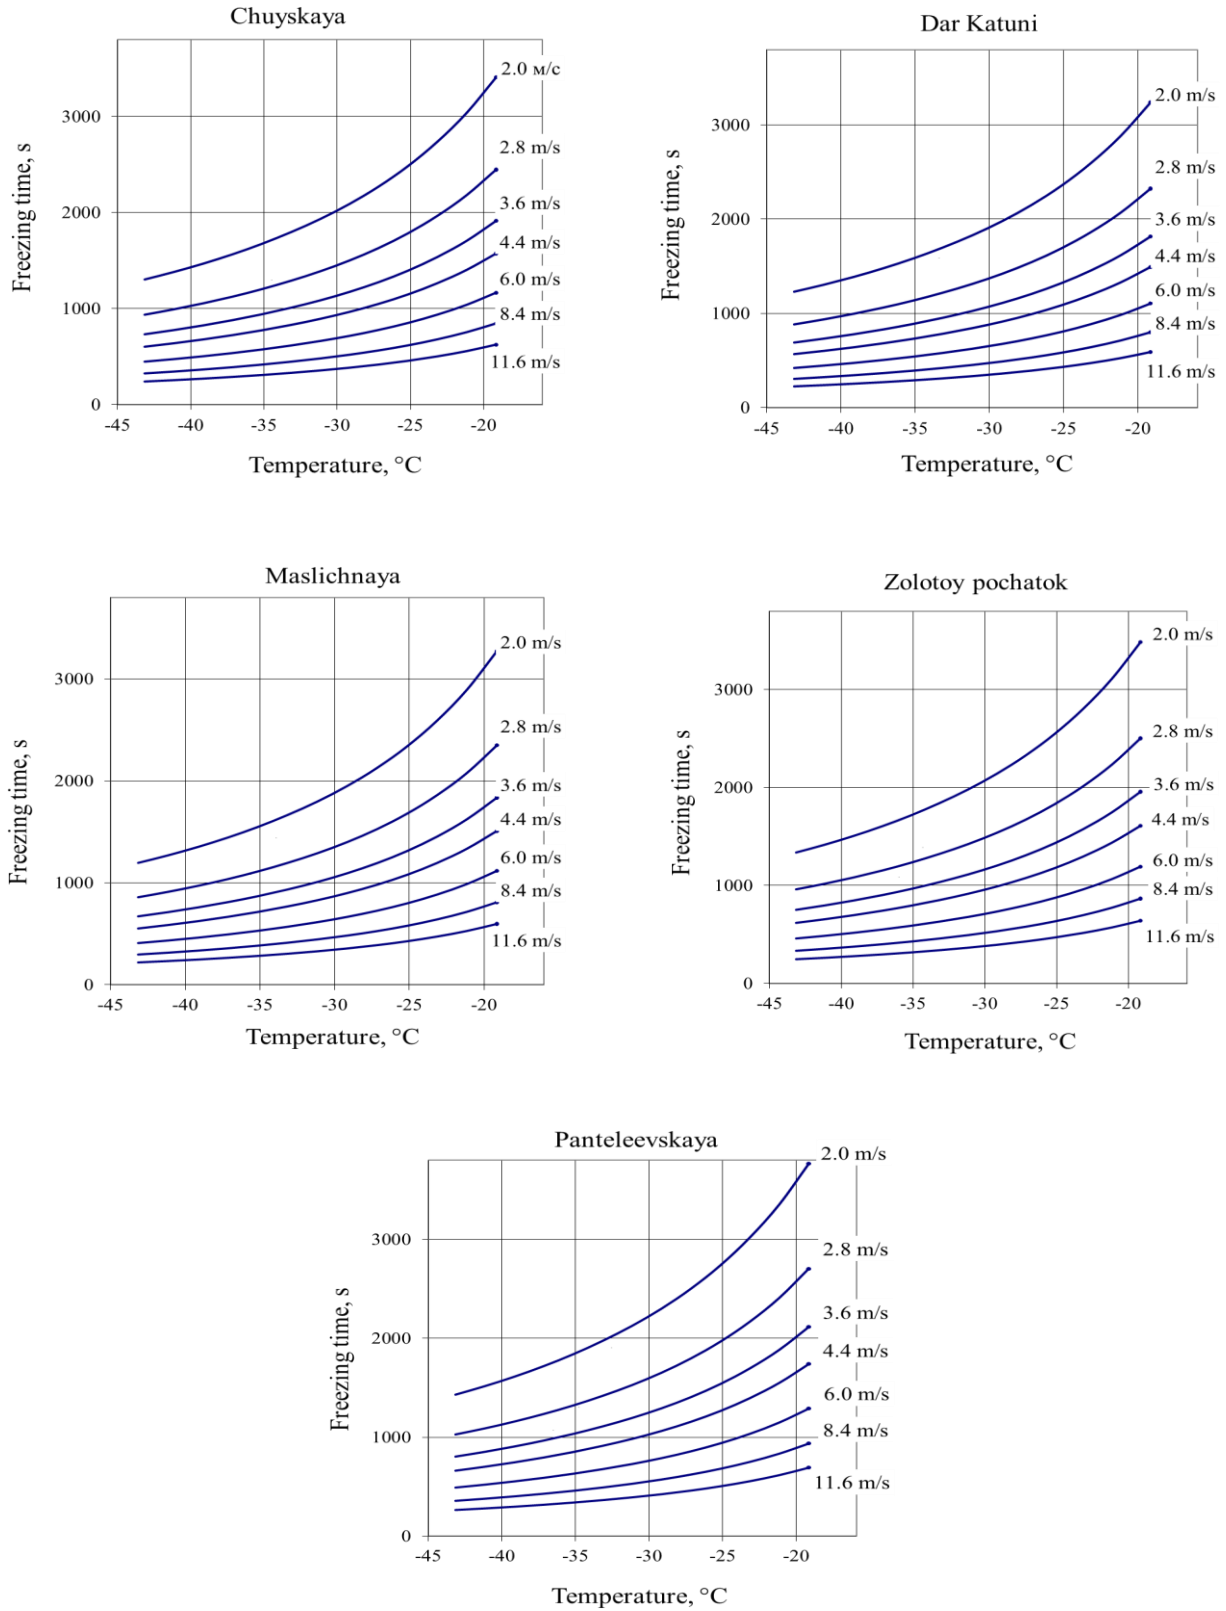 Chuyskaya
2.0 м/с
3000
2.8 m/s
3.6 m/s
2000
4.4 m/s
6.0 m/s
1000
8.4 m/s
11.6 m/s
0
-45 -40 -35 -30 -25 -20
Freezing time, s
Temperature, °C
Dar Katuni
2.0 m/s
3000
2.8 m/s
3.6 m/s
2000
4.4 m/s
6.0 m/s
1000
8.4 m/s
11.6 m/s
0
-45 -40 -35 -30 -25 -20
Freezing time, s
Temperature, °C
Maslichnaya
2.0 m/s
3000
2.8 m/s
2000
3.6 m/s
4.4 m/s
6.0 m/s
1000
8.4 m/s
11.6 m/s
0
-45 -40 -35 -30 -25 -20
Freezing time, s
Temperature, °C
Zolotoy pochatok
2.0 m/s
3000
2.8 m/s
2000
3.6 m/s
4.4 m/s
6.0 m/s
1000
8.4 m/s
11.6 m/s
0
-45 -40 -35 -30 -25 -20
Freezing time, s
Temperature, °C
Panteleevskaya
2.0 m/s
3000
2.8 m/s
3.6 m/s
2000
4.4 m/s
6.0 m/s
1000
8.4 m/s
11.6 m/s
0
-45 -40 -35 -30 -25 -20
Freezing time, s
Temperature, °C